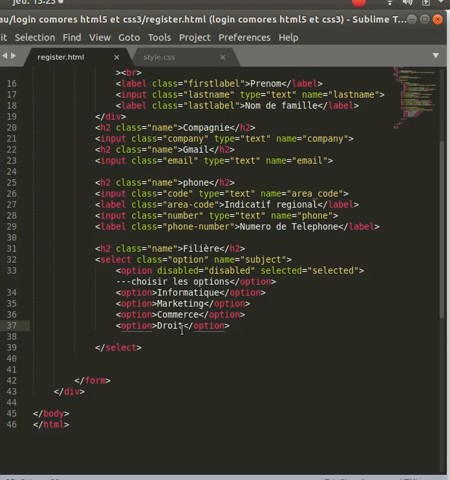 jeu. 13:23
au/login comores html5 et css3/register.html (login comores html5 et css3) - Sublime T
it Selection Find View Goto Tools Project Preferences Help
register.html × style.css ×
><br>
16 <label class="firstlabel">Prenom</label>
17 <input class="lastname" type="text" name="lastname">
18 <label class="lastlabel">Nom de famille</label>
19 </div>
20 <h2 class="name">Compagnie</h2>
21 <input class="company" type="text" name="company">
22 <h2 class="name">Gmail</h2>
23 <input class="email" type="text" name="email">
24
25 <h2 class="name">phone</h2>
26 <input class="code" type="text" name="area_code">
27 <label class="area-code">Indicatif regional</label>
28 <input class="number" type="text" name="phone">
29 <label class="phone-number">Numero de Telephone</label>
30
31 <h2 class="name">Filière</h2>
32 <select class="option" name="subject">
33 <option disabled="disabled" selected="selected">
---choisir les options</option>
34 <option>Informatique</option>
35 <option>Marketing</option>
36 <option>Commerce</option>
37 <option>Droit</option>
38
39 </select>
40
41
42 </form>
43 </div>
44
45 </body>
46 </html>